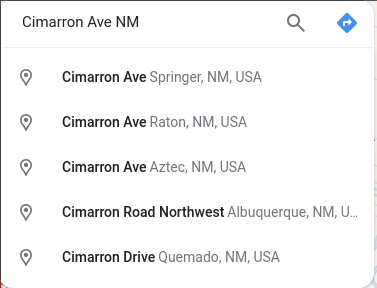 Cimarron Ave NM
Cimarron Ave Springer, NM, USA
Cimarron Ave Raton, NM, USA
Cimarron Ave Aztec, NM, USA
Cimarron Road Northwest Albuquerque, NM, U...
Cimarron Drive Quemado, NM, USA